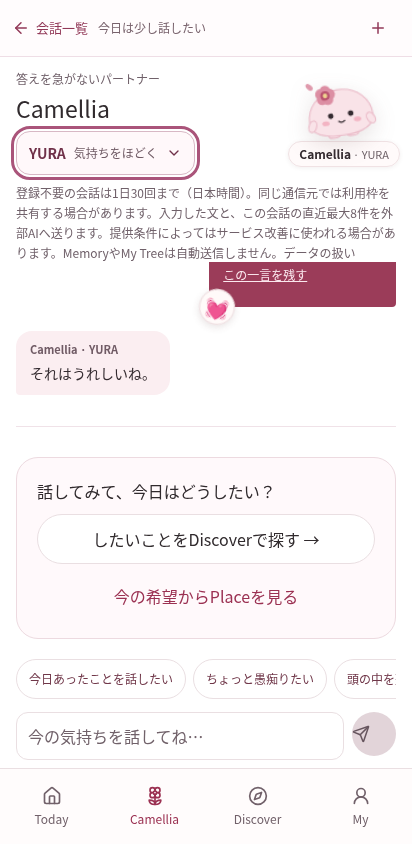 会話一覧 今日は少し話したい
答えを急がないパートナー
Camellia
YURA 気持ちをほどく
Camellia · YURA
登録不要の会話は1日30回まで（日本時間）。同じ通信元では利用枠を
共有する場合があります。入力した文と、この会話の直近最大8件を外
部AIへ送ります。提供条件によってはサービス改善に使われる場合があ
ります。MemoryやMy Treeは自動送信しません。データの扱い
この一言を残す
Camellia · YURA
それはうれしいね。
話してみて、今日はどうしたい？
したいことをDiscoverで探す →
今の希望からPlaceを見る
今日あったことを話したい ちょっと愚痴りたい 頭の中を
今の気持ちを話してね…
Today Camellia Discover My